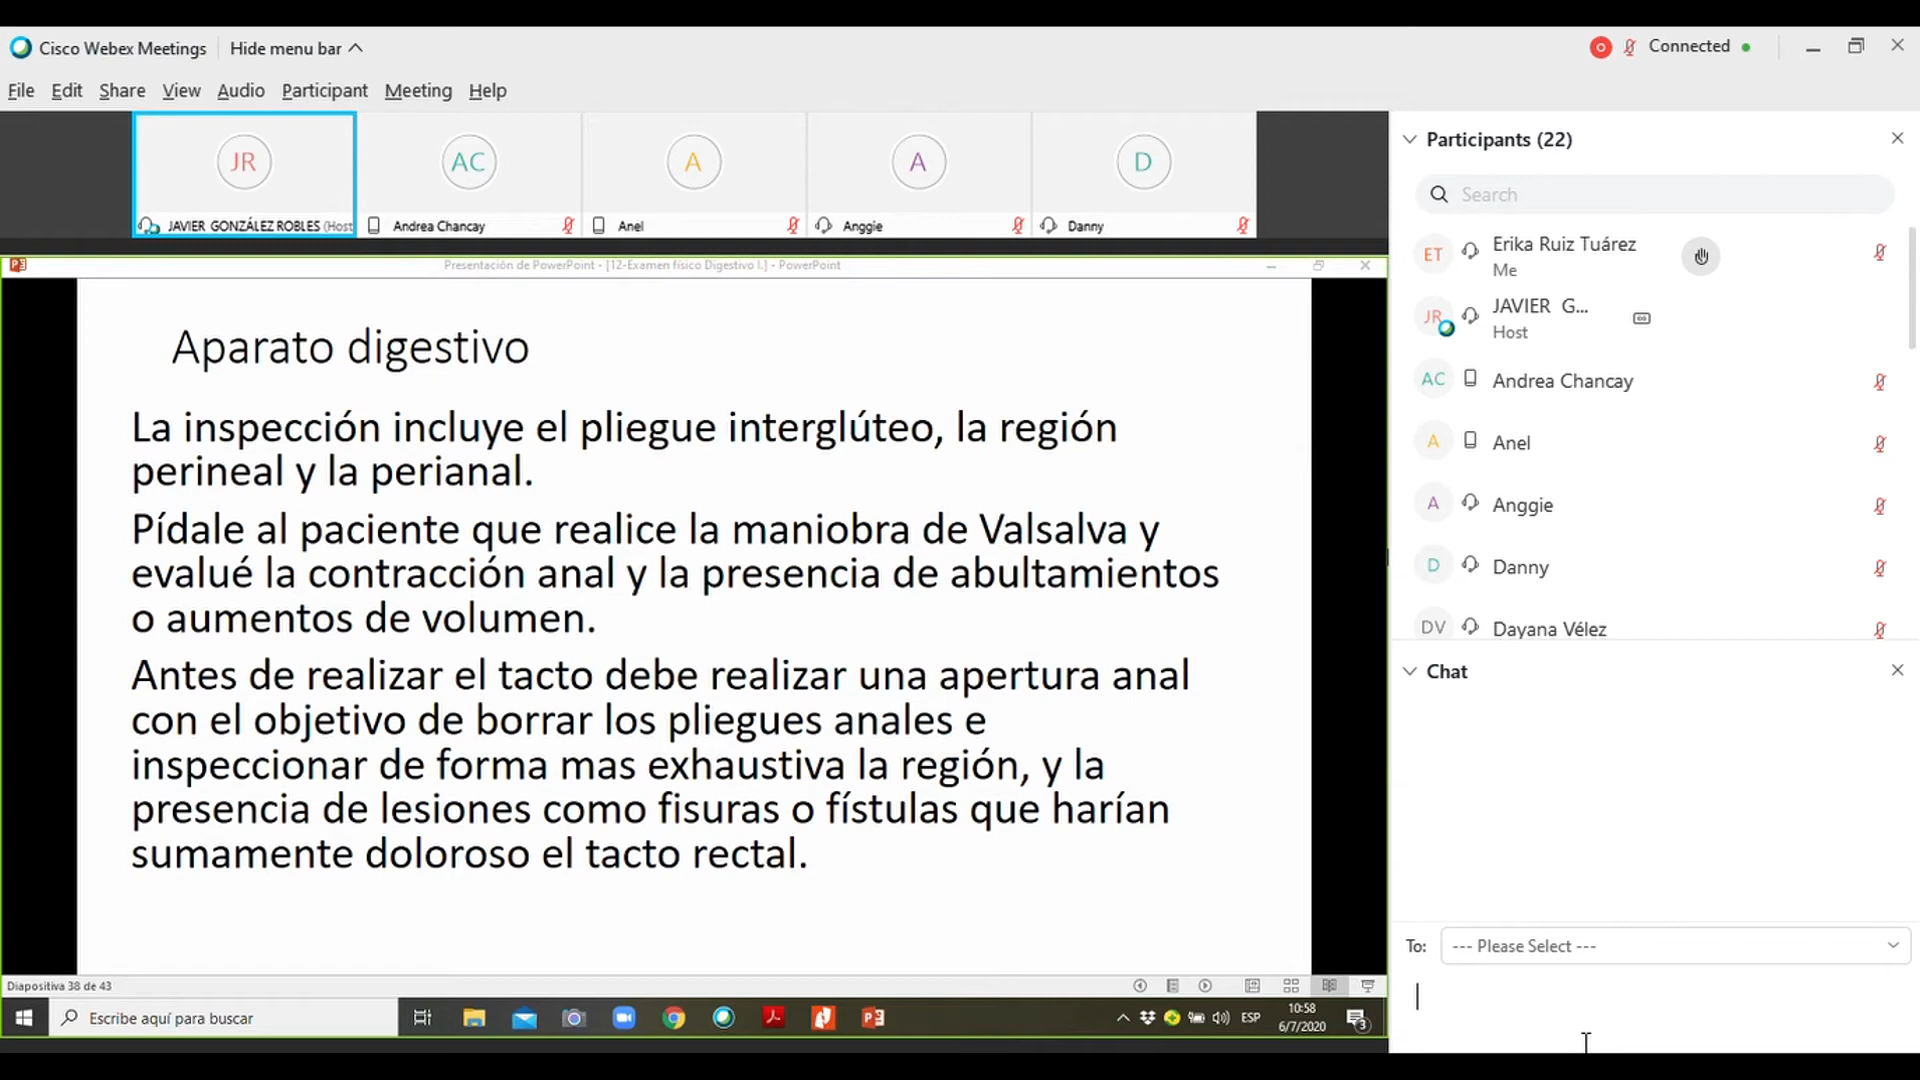 Cisco Webex Meetings
Hide menu bar
Connected
File Edit Share View Audio Participant Meeting Help
JR
AC
A
A
D
JAVIER GONZÁLEZ ROBLES (Host
Andrea Chancay
Anel
Anggie
Danny
Presentación de PowerPoint - [12-Examen físico Digestivo I.] - PowerPoint
Aparato digestivo
La inspección incluye el pliegue interglúteo, la región
perineal y la perianal.
Pídale al paciente que realice la maniobra de Valsalva y
evalué la contracción anal y la presencia de abultamientos
o aumentos de volumen.
Antes de realizar el tacto debe realizar una apertura anal
con el objetivo de borrar los pliegues anales e
inspeccionar de forma mas exhaustiva la región, y la
presencia de lesiones como fisuras o fístulas que harían
sumamente doloroso el tacto rectal.
Diapositiva 38 de 43
Escribe aquí para buscar
ESP
10:58
6/7/2020
3
Participants (22)
Search
ET
Erika Ruiz Tuárez
Me
JR
JAVIER G...
Host
AC
Andrea Chancay
A
Anel
A
Anggie
D
Danny
DV
Dayana Vélez
Chat
To:
--- Please Select ---